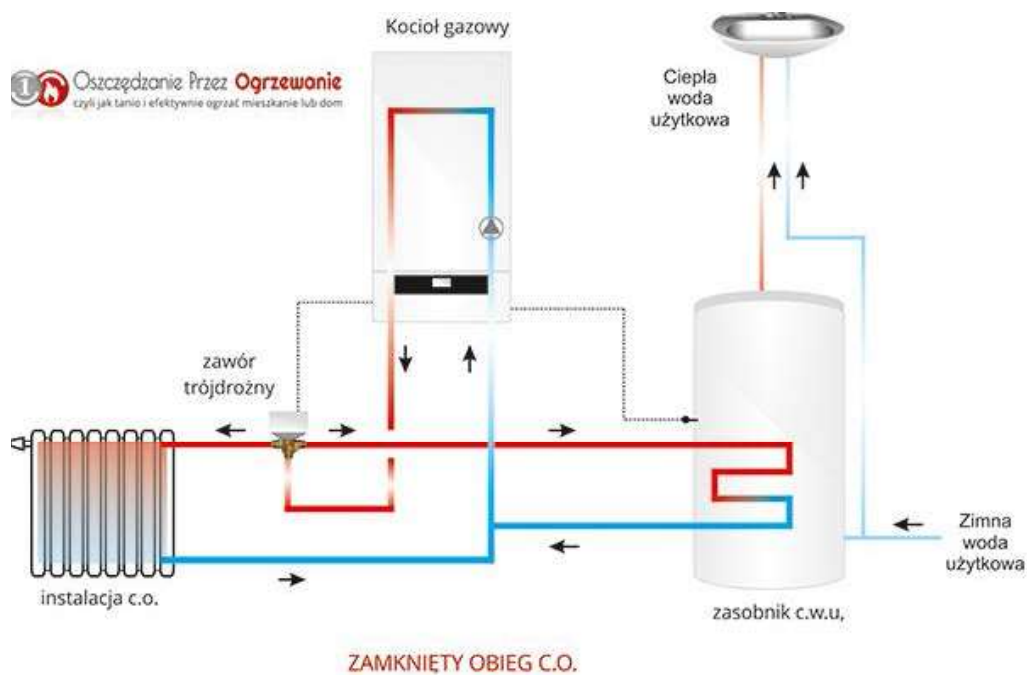 Kocioł gazowy
1 Oszczędzanie Przez Ogrzewanie
czyli jak tanio i efektywnie ogrzać mieszkanie lub dom
Ciepła
woda
użytkowa
zawór
trójdrożny
Zimna
woda
użytkowa
instalacja c.o.
zasobnik c.w.u,
ZAMKNIĘTY OBIEG C.O.